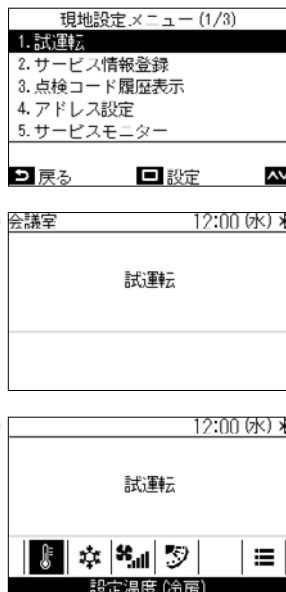 現地設定メニュー (1/3)
1.試運転
2.サービス情報登録
3.点検コード履歴表示
4.アドレス設定
5.サービスモニター
戻る 設定
会議室 12:00 (水)
試運転
12:00 (水)
試運転
設定温度 (冷房)